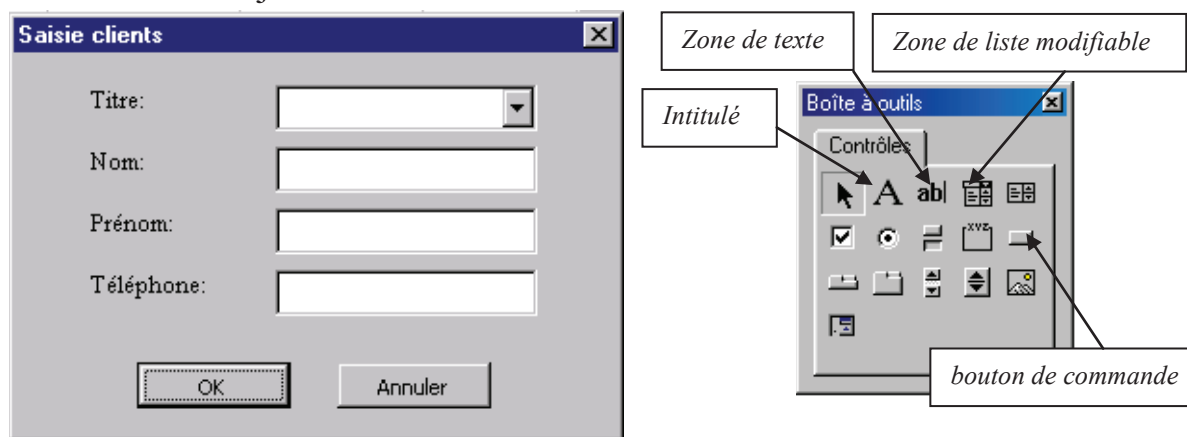 Saisie clients
Titre:
Nom:
Prénom:
Téléphone:
OK
Annuler
Zone de texte
Zone de liste modifiable
Intitulé
Boîte à outils
Contrôles
A
ab
xyz
bouton de commande